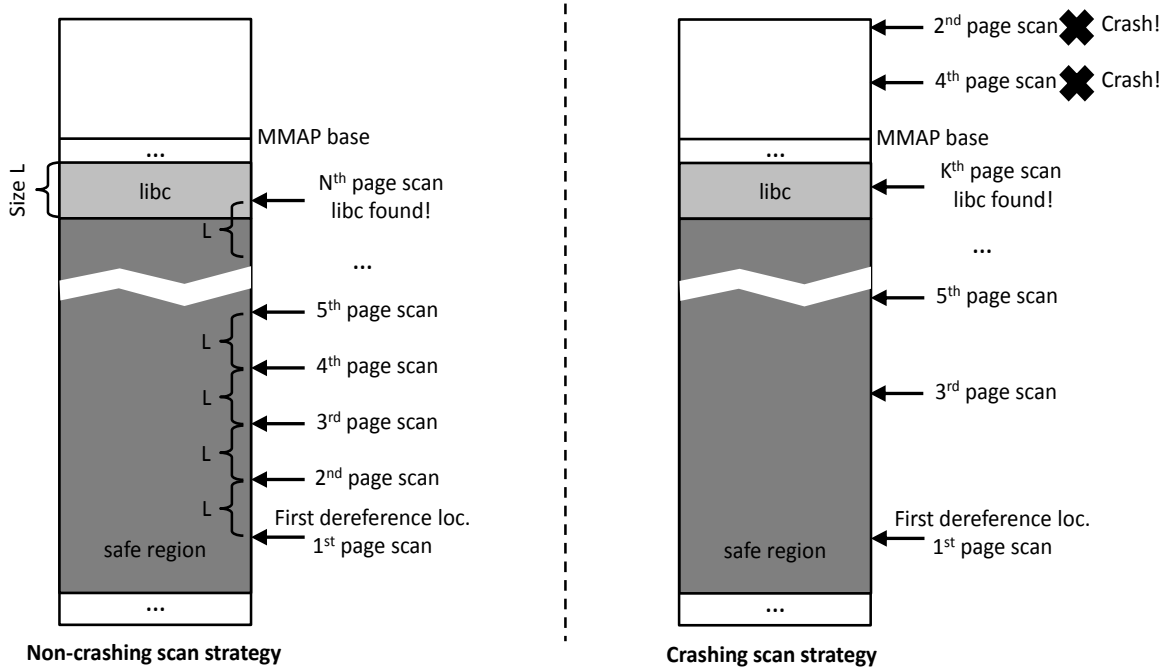 MMAP base
...
Size L
libc
Nth page scan
libc found!
L
...
5th page scan
L
4th page scan
L
3rd page scan
L
2nd page scan
L
First dereference loc.
1st page scan
safe region
...
Non-crashing scan strategy
2nd page scan Crash!
4th page scan Crash!
MMAP base
...
libc
Kth page scan
libc found!
...
5th page scan
3rd page scan
First dereference loc.
1st page scan
safe region
...
Crashing scan strategy